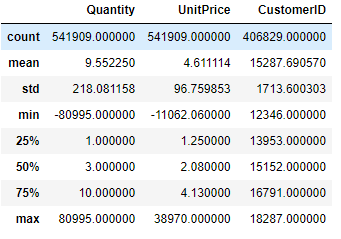 Quantity UnitPrice CustomerID
count 541909.000000 541909.000000 406829.000000
mean 9.552250 4.611114 15287.690570
std 218.081158 96.759853 1713.600303
min -80995.000000 -11062.060000 12346.000000
25% 1.000000 1.250000 13953.000000
50% 3.000000 2.080000 15152.000000
75% 10.000000 4.130000 16791.000000
max 80995.000000 38970.000000 18287.000000